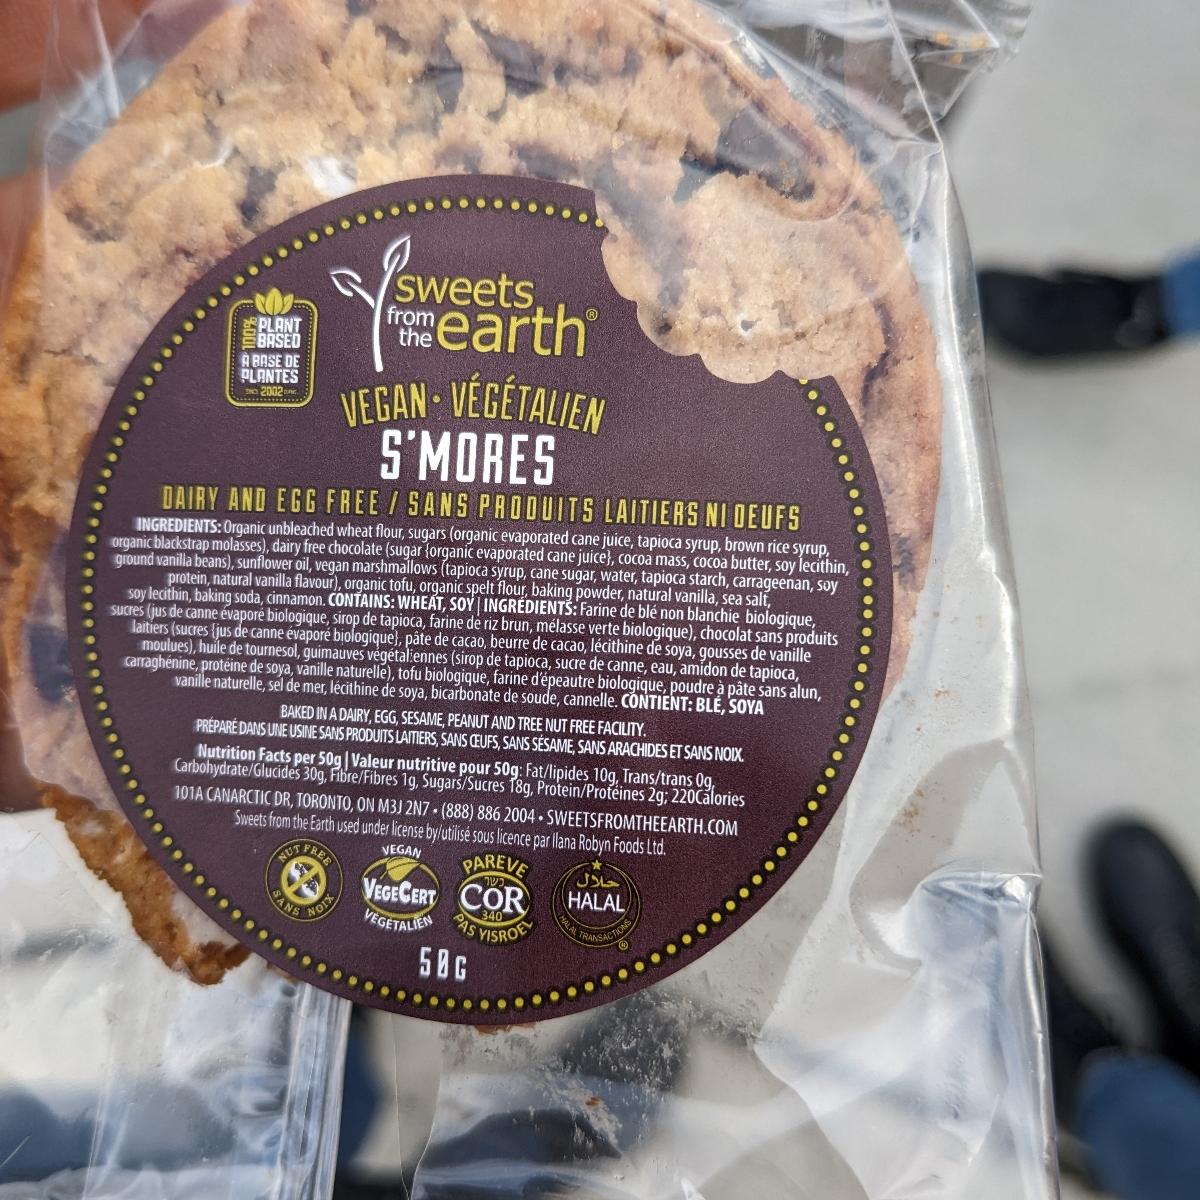 sweets
from
the earth®
100% PLANT
BASED
À BASE DE
PLANTES
SINCE 2002 DEPUIS
VEGAN • VÉGÉTALIEN
S'MORES
DAIRY AND EGG FREE / SANS PRODUITS LAITIERS NI OEUFS
INGREDIENTS: Organic unbleached wheat flour, sugars (organic evaporated cane juice, tapioca syrup, brown rice syrup,
organic blackstrap molasses), dairy free chocolate (sugar {organic evaporated cane juice}, cocoa mass, cocoa butter, soy lecithin,
ground vanilla beans), sunflower oil, vegan marshmallows (tapioca syrup, cane sugar, water, tapioca starch, carrageenan, soy
protein, natural vanilla flavour), organic tofu, organic spelt flour, baking powder, natural vanilla, sea salt,
soy lecithin, baking soda, cinnamon. CONTAINS: WHEAT, SOY | INGRÉDIENTS: Farine de blé non blanchie biologique,
sucres (jus de canne évaporé biologique, sirop de tapioca, farine de riz brun, mélasse verte biologique), chocolat sans produits
laitiers (sucres {jus de canne évaporé biologique}, pâte de cacao, beurre de cacao, lécithine de soya, gousses de vanille
moulues), huile de tournesol, guimauves végétaliennes (sirop de tapioca, sucre de canne, eau, amidon de tapioca,
carraghénine, protéine de soya, vanille naturelle), tofu biologique, farine d'épeautre biologique, poudre à pâte sans alun,
vanille naturelle, sel de mer, lécithine de soya, bicarbonate de soude, cannelle. CONTIENT: BLÉ, SOYA
BAKED IN A DAIRY, EGG, SESAME, PEANUT AND TREE NUT FREE FACILITY.
PRÉPARÉ DANS UNE USINE SANS PRODUITS LAITIERS, SANS ŒUFS, SANS SÉSAME, SANS ARACHIDES ET SANS NOIX.
Nutrition Facts per 50g | Valeur nutritive pour 50g: Fat/lipides 10g, Trans/trans 0g,
Carbohydrate/Glucides 30g, Fibre/Fibres 1g, Sugars/Sucres 18g, Protein/Protéines 2g; 220Calories
101A CANARCTIC DR, TORONTO, ON M3J 2N7 • (888) 886 2004 • SWEETSFROMTHEEARTH.COM
Sweets from the Earth used under license by/utilisé sous licence par Ilana Robyn Foods Ltd.
NUT FREE
SANS NOIX
VEGAN
VEGECERT
VÉGÉTALIEN
PAREVE
כשר
COR
340
PAS YISROEL
حلال
HALAL
HALAL TRANSACTIONS
®
50G